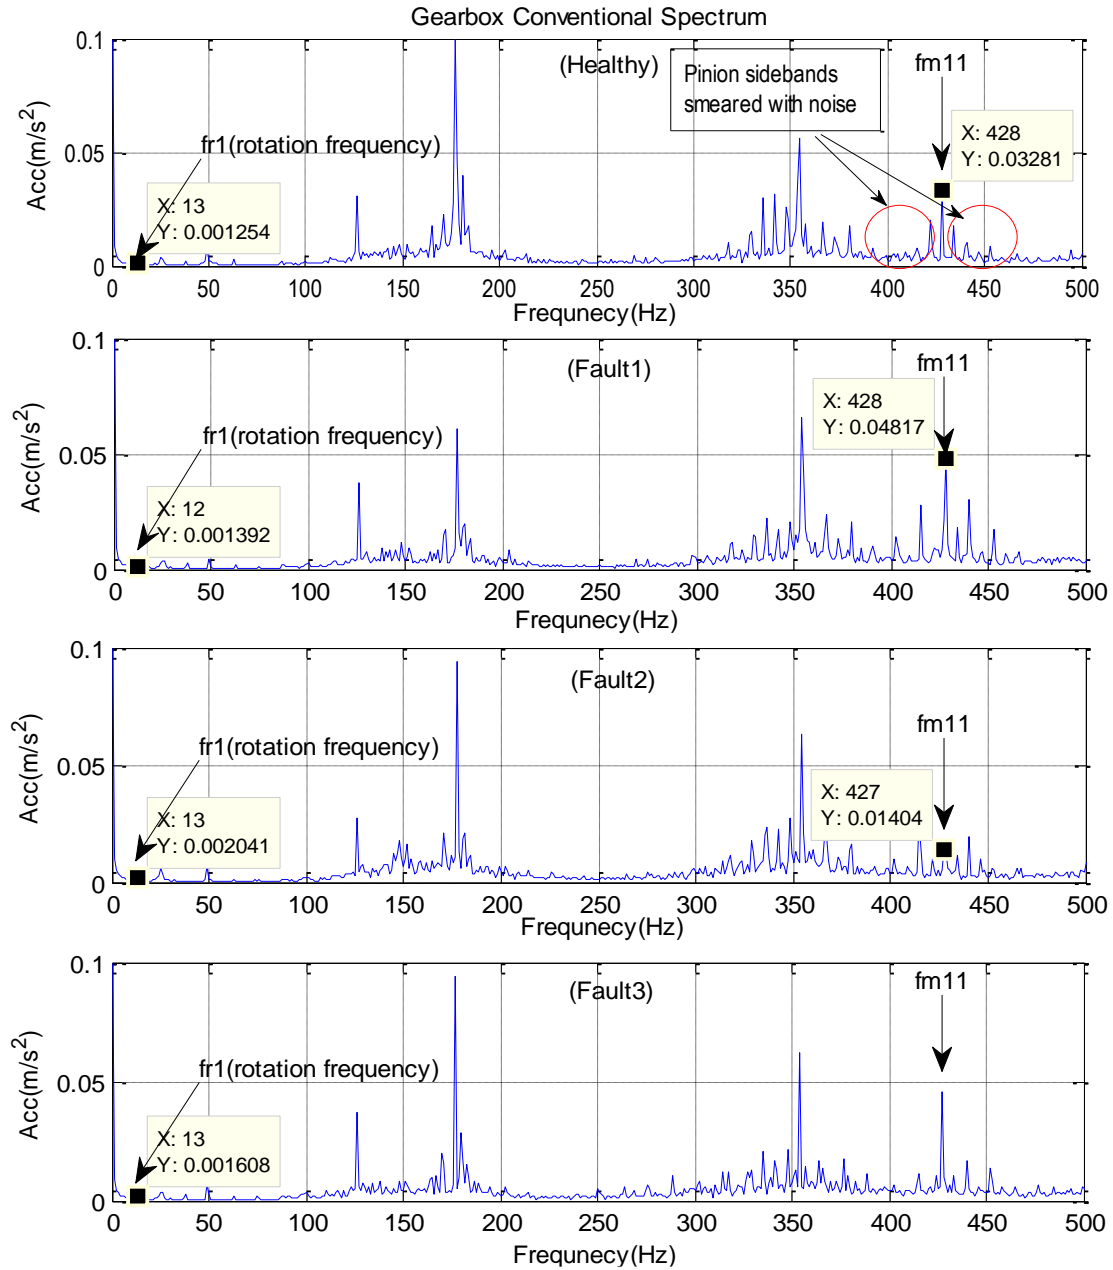 Gearbox Conventional Spectrum
(Healthy)
Pinion sidebands
smeared with noise
fm11
X: 428
Y: 0.03281
fr1(rotation frequency)
X: 13
Y: 0.001254
Acc(m/s²)
0.1
0.05
0
0 50 100 150 200 250 300 350 400 450 500
Frequnecy(Hz)
(Fault1)
fm11
X: 428
Y: 0.04817
fr1(rotation frequency)
X: 12
Y: 0.001392
Acc(m/s²)
0.1
0.05
0
0 50 100 150 200 250 300 350 400 450 500
Frequnecy(Hz)
(Fault2)
fm11
X: 427
Y: 0.01404
fr1(rotation frequency)
X: 13
Y: 0.002041
Acc(m/s²)
0.1
0.05
0
0 50 100 150 200 250 300 350 400 450 500
Frequnecy(Hz)
(Fault3)
fm11
fr1(rotation frequency)
X: 13
Y: 0.001608
Acc(m/s²)
0.1
0.05
0
0 50 100 150 200 250 300 350 400 450 500
Frequnecy(Hz)